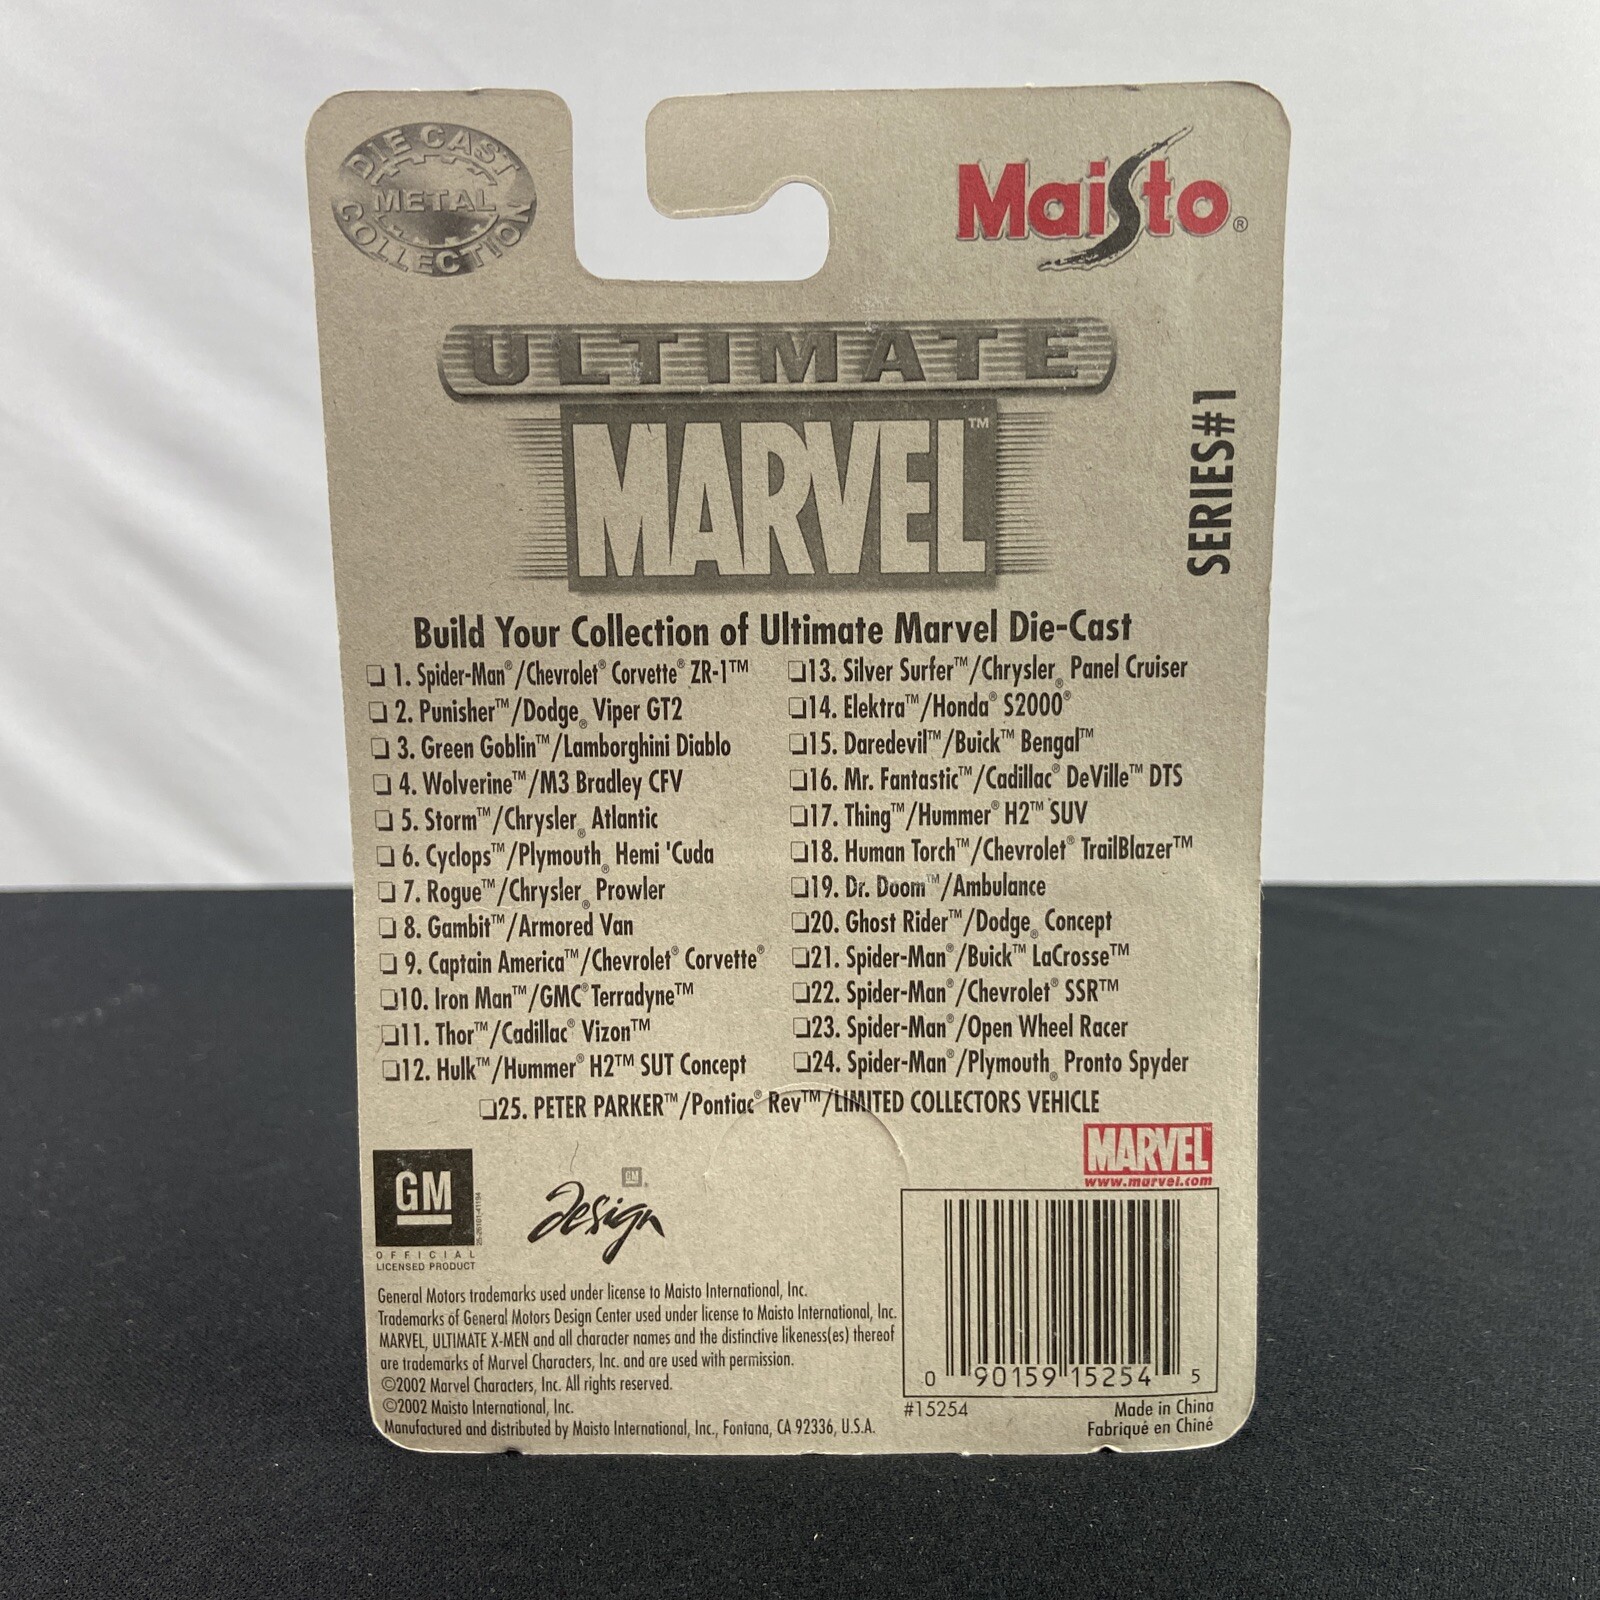 DIE CAST
METAL
COLLECTION
Maisto®
ULTIMATE
MARVEL™
SERIES#1
Build Your Collection of Ultimate Marvel Die-Cast
❏ 1. Spider-Man®/Chevrolet® Corvette® ZR-1™
❏ 2. Punisher™/Dodge® Viper GT2
❏ 3. Green Goblin™/Lamborghini Diablo
❏ 4. Wolverine™/M3 Bradley CFV
❏ 5. Storm™/Chrysler® Atlantic
❏ 6. Cyclops™/Plymouth® Hemi 'Cuda
❏ 7. Rogue™/Chrysler® Prowler
❏ 8. Gambit™/Armored Van
❏ 9. Captain America™/Chevrolet® Corvette®
❏10. Iron Man™/GMC® Terradyne™
❏11. Thor™/Cadillac® Vizon™
❏12. Hulk™/Hummer® H2™ SUT Concept
❏13. Silver Surfer™/Chrysler® Panel Cruiser
❏14. Elektra™/Honda® S2000®
❏15. Daredevil™/Buick™ Bengal™
❏16. Mr. Fantastic™/Cadillac® DeVille™ DTS
❏17. Thing™/Hummer® H2™ SUV
❏18. Human Torch™/Chevrolet® TrailBlazer™
❏19. Dr. Doom™/Ambulance
❏20. Ghost Rider™/Dodge® Concept
❏21. Spider-Man®/Buick™ LaCrosse™
❏22. Spider-Man®/Chevrolet® SSR™
❏23. Spider-Man®/Open Wheel Racer
❏24. Spider-Man®/Plymouth® Pronto Spyder
❏25. PETER PARKER™/Pontiac® Rev™/LIMITED COLLECTORS VEHICLE
GM
OFFICIAL
LICENSED PRODUCT
GM®
Design
MARVEL™
www.marvel.com
General Motors trademarks used under license to Maisto International, Inc.
Trademarks of General Motors Design Center used under license to Maisto International, Inc.
MARVEL, ULTIMATE X-MEN and all character names and the distinctive likeness(es) thereof
are trademarks of Marvel Characters, Inc. and are used with permission.
©2002 Marvel Characters, Inc. All rights reserved.
©2002 Maisto International, Inc.
Manufactured and distributed by Maisto International, Inc., Fontana, CA 92336, U.S.A.
0 90159 15254 5
#15254
Made in China
Fabriqué en Chine